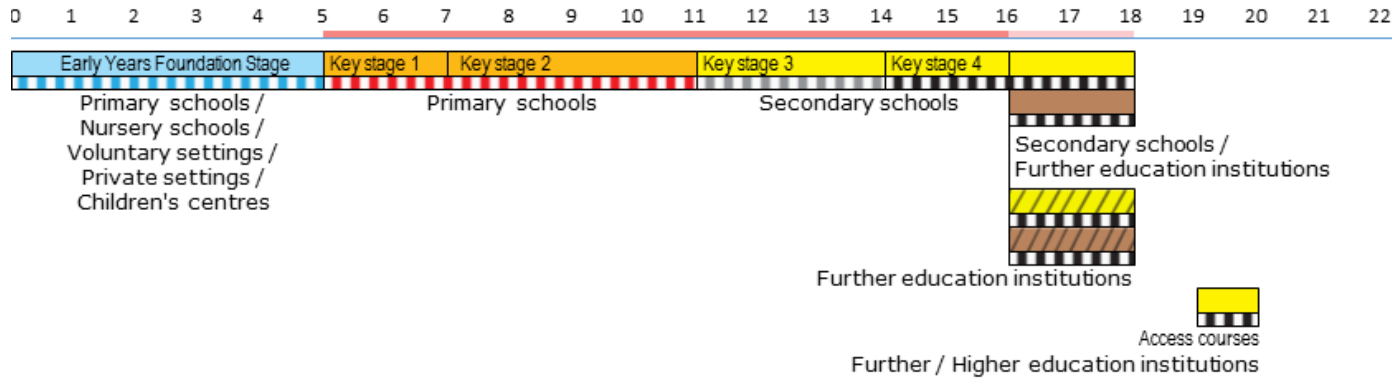 0 1 2 3 4 5 6 7 8 9 10 11 12 13 14 15 16 17 18 19 20 21 22
Early Years Foundation Stage Key stage 1 Key stage 2 Key stage 3 Key stage 4
Primary schools / Primary schools Secondary schools
Nursery schools /
Voluntary settings /
Private settings /
Children's centres
Secondary schools /
Further education institutions
Further education institutions
Access courses
Further / Higher education institutions